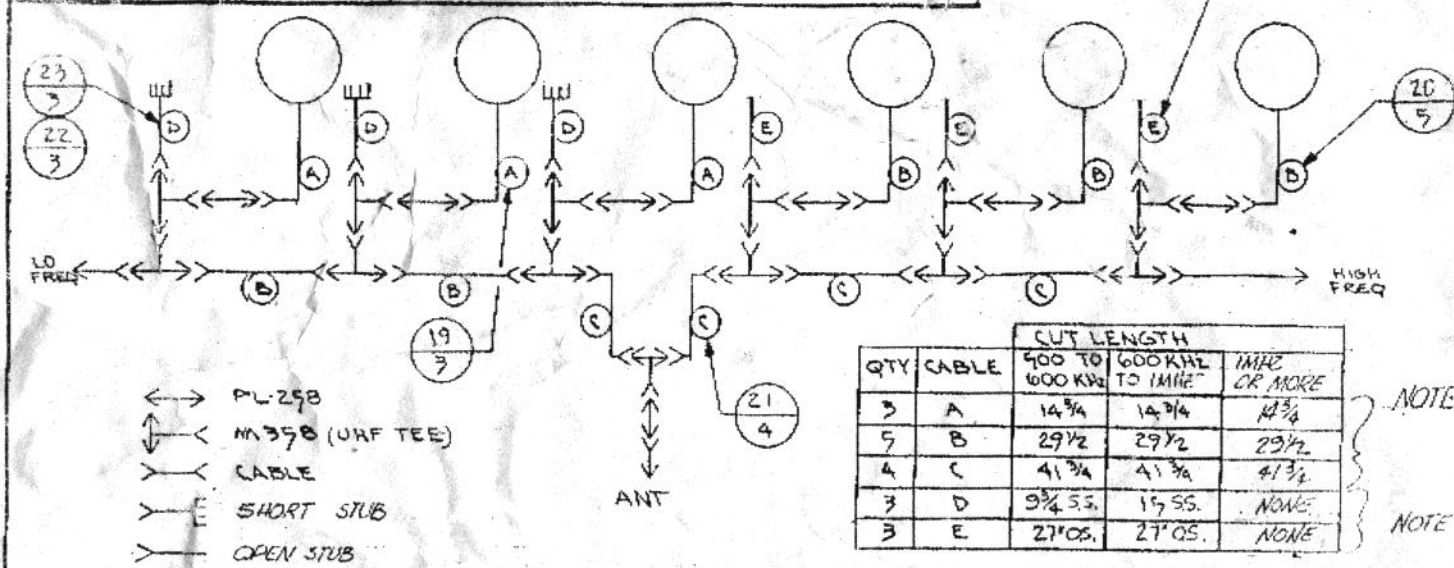 23
3
22
3
D
D
D
E
E
E
20
5
A
A
A
B
B
B
LO
FREQ
HIGH
FREQ
B
B
C
C
C
C
19
3
21
4
ANT
PL-258
M358 (UHF TEE)
CABLE
SHORT STUB
OPEN STUB
CUT LENGTH
QTY CABLE 500 TO 600 KHZ 600 KHZ TO 1MHZ 1MHZ OR MORE
3 A 14 3/4 14 3/4 14 3/4
5 B 29 1/2 29 1/2 29 1/2
4 C 41 3/4 41 3/4 41 3/4
3 D 9 3/4 S.S. 15 S.S. NONE
3 E 27" OS. 27" OS. NONE
NOTE
NOTE